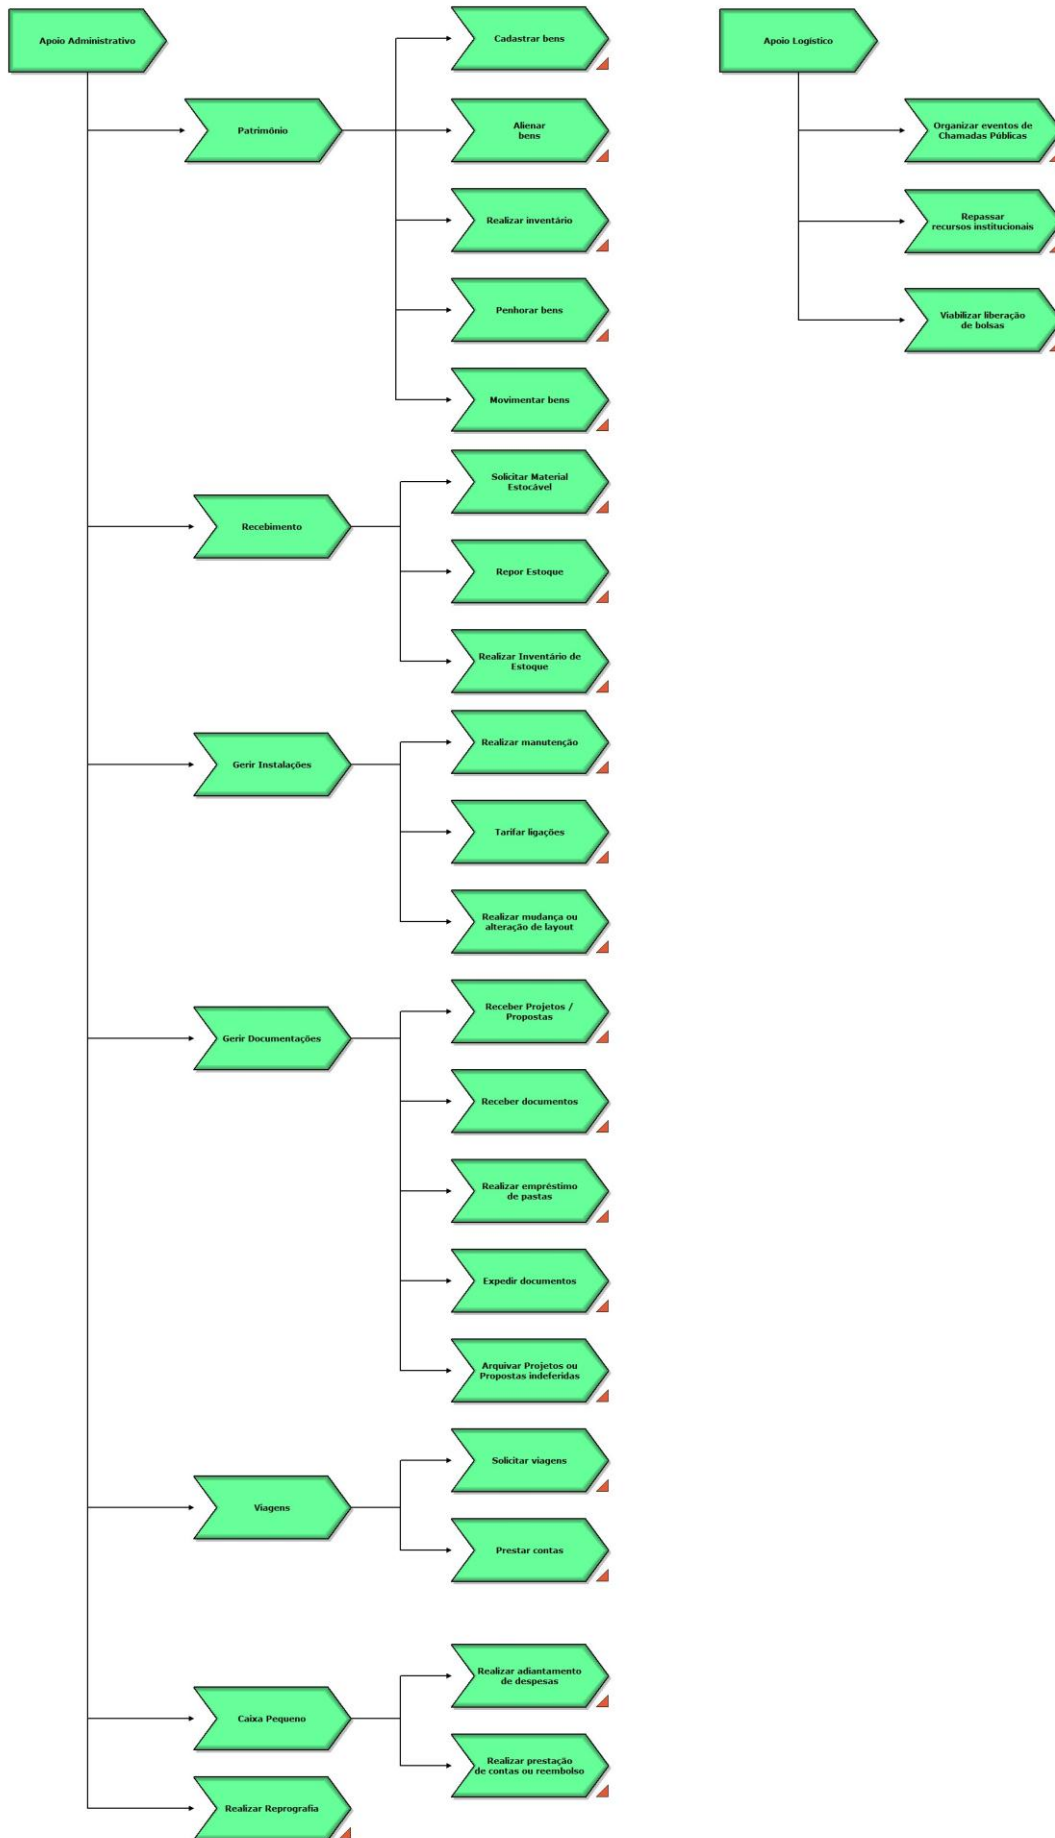 Apoio Administrativo
Patrimônio
Cadastrar bens
Alienar
bens
Realizar inventário
Penhorar bens
Movimentar bens
Recebimento
Solicitar Material
Estocável
Repor Estoque
Realizar Inventário de
Estoque
Gerir Instalações
Realizar manutenção
Tarifar ligações
Realizar mudança ou
alteração de layout
Gerir Documentações
Receber Projetos /
Propostas
Receber documentos
Realizar empréstimo
de pastas
Expedir documentos
Arquivar Projetos ou
Propostas indeferidas
Viagens
Solicitar viagens
Prestar contas
Caixa Pequeno
Realizar adiantamento
de despesas
Realizar prestação
de contas ou reembolso
Realizar Reprografia
Apoio Logístico
Organizar eventos de
Chamadas Públicas
Repassar
recursos institucionais
Viabilizar liberação
de bolsas